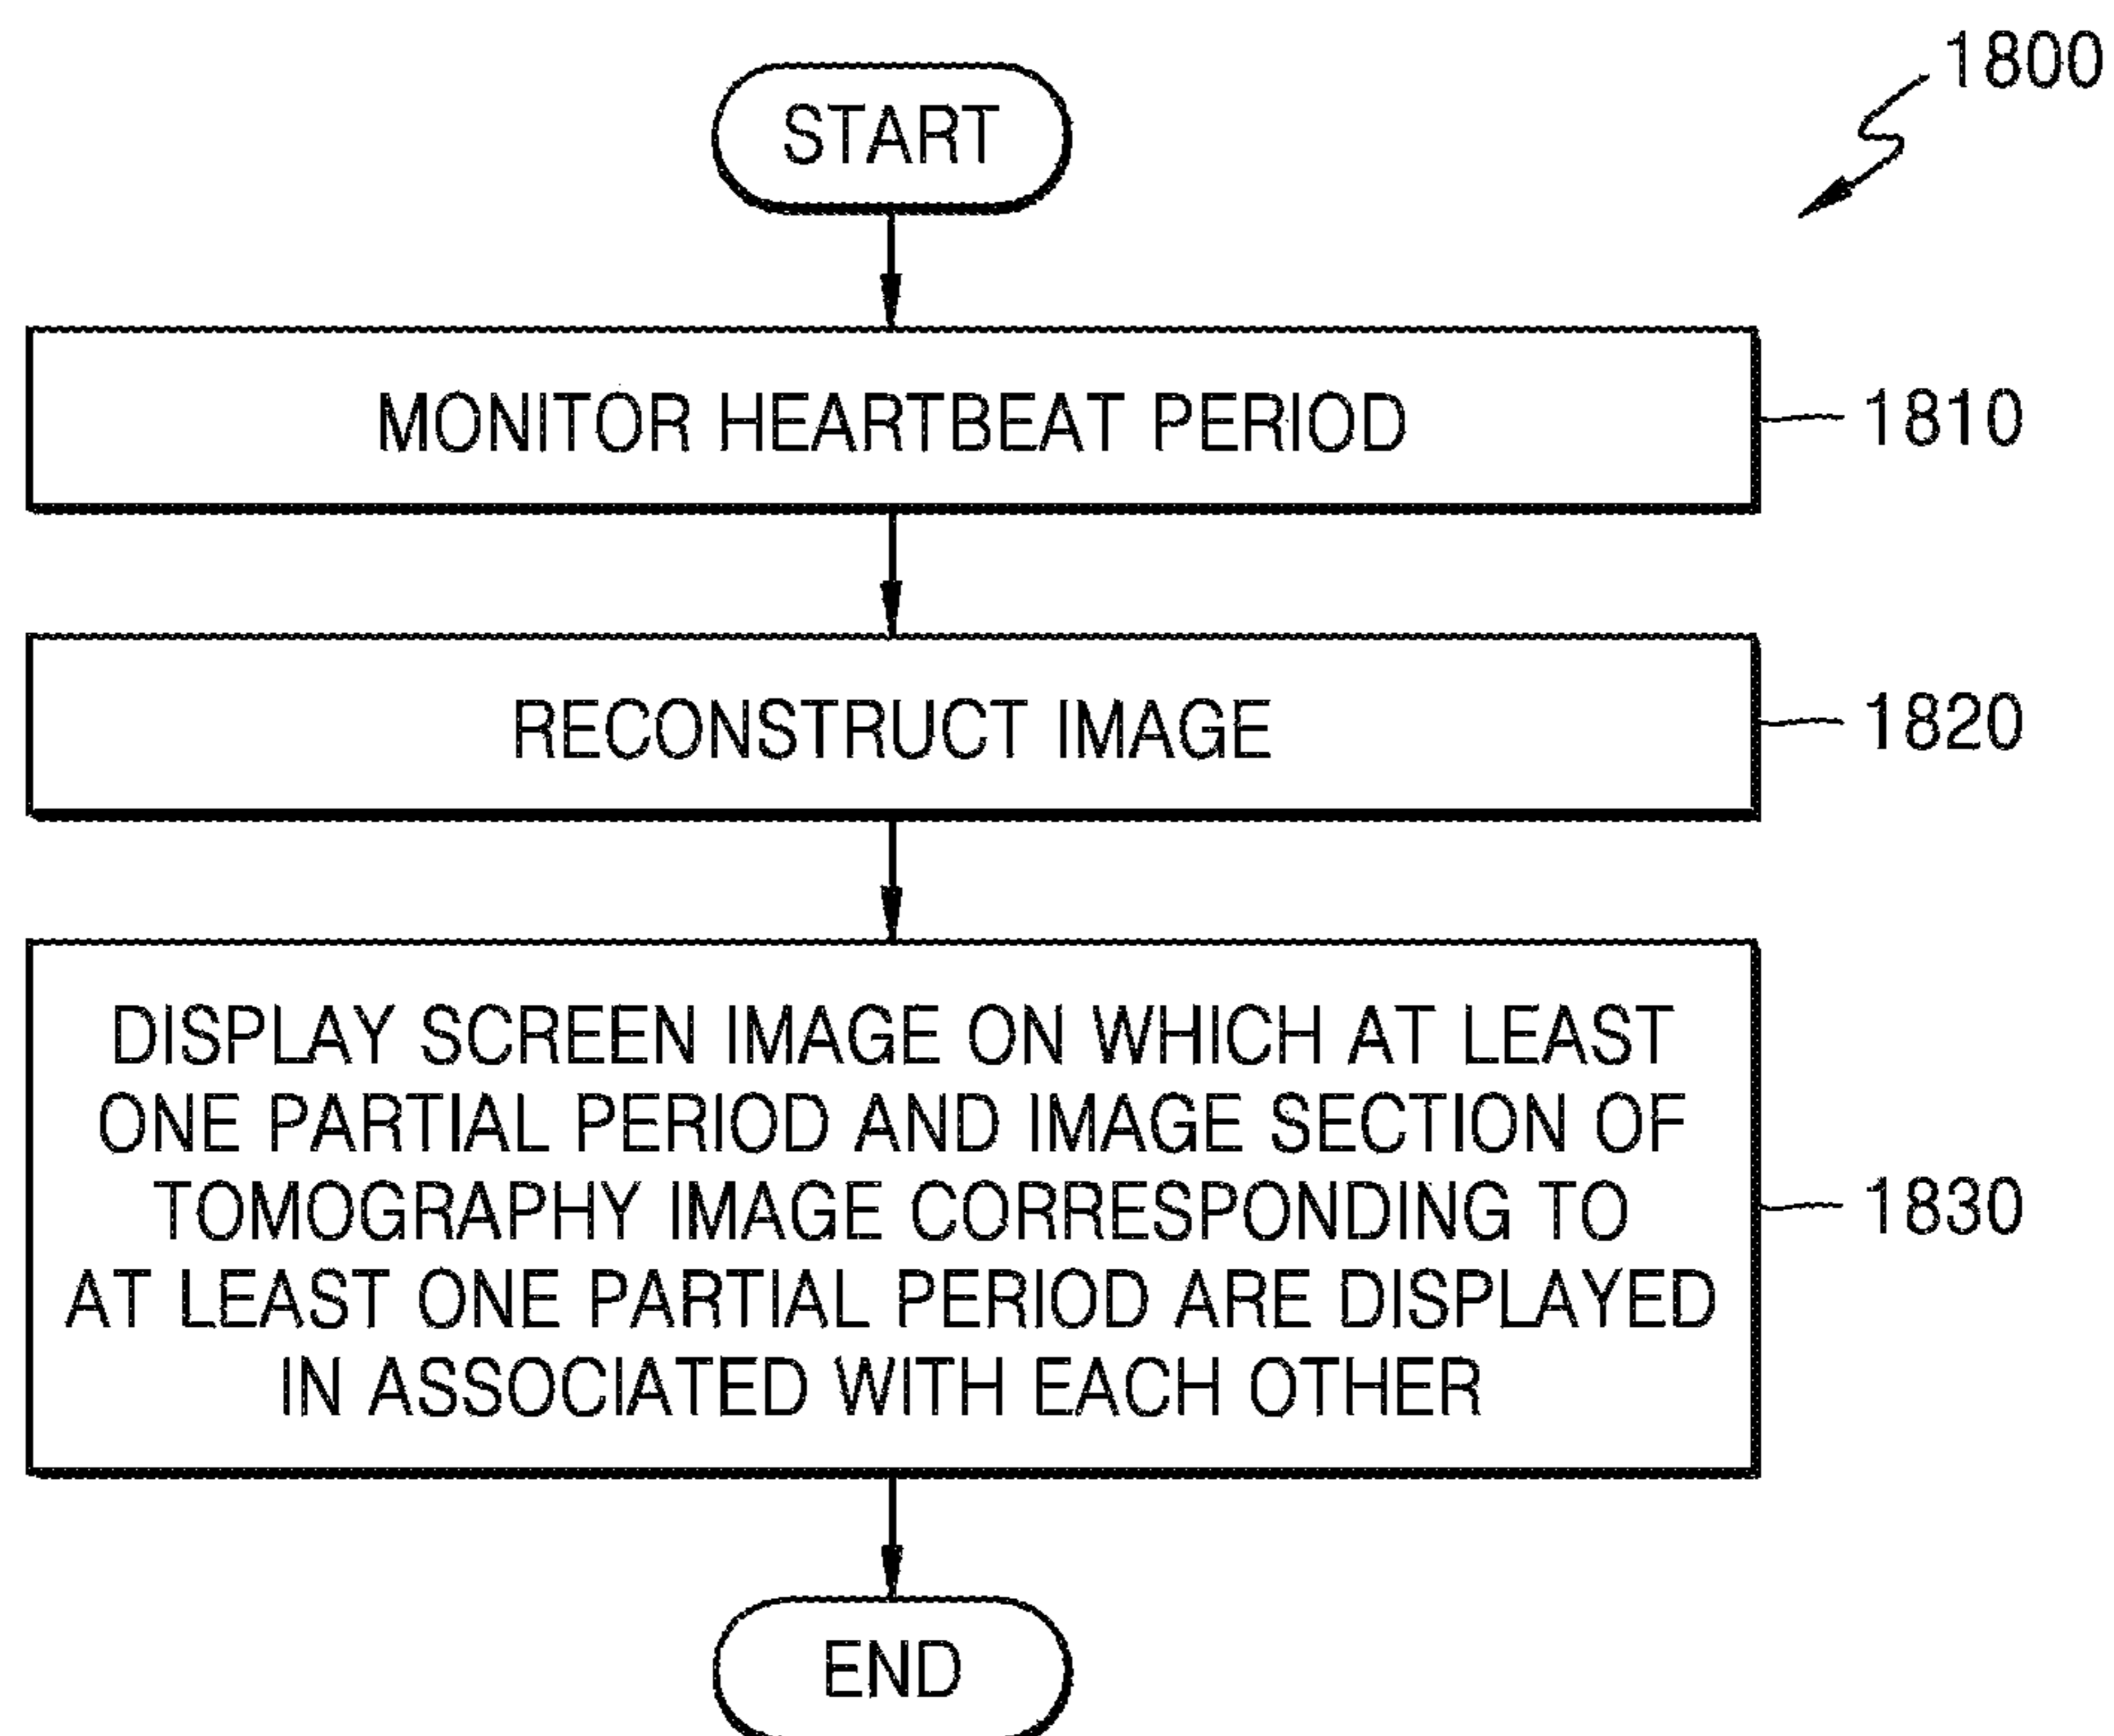 1800
START
MONITOR HEARTBEAT PERIOD
1810
RECONSTRUCT IMAGE
1820
DISPLAY SCREEN IMAGE ON WHICH AT LEAST
ONE PARTIAL PERIOD AND IMAGE SECTION OF
TOMOGRAPHY IMAGE CORRESPONDING TO
AT LEAST ONE PARTIAL PERIOD ARE DISPLAYED
IN ASSOCIATED WITH EACH OTHER
1830
END